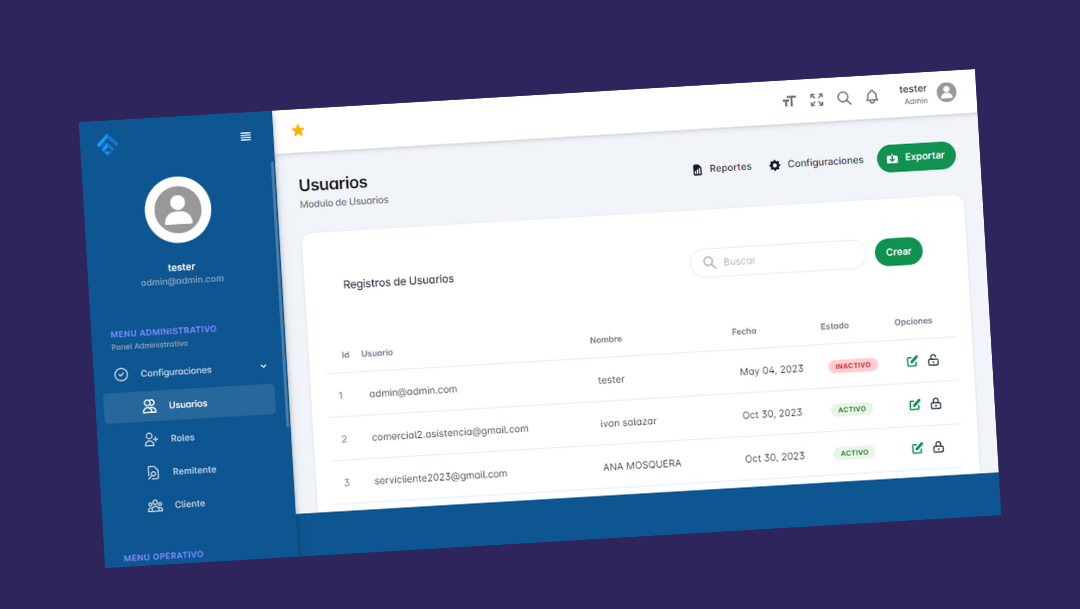 tester
Admin
tester
admin@admin.com
MENU ADMINISTRATIVO
Panel Administrativo
Configuraciones
Usuarios
Roles
Remitente
Cliente
MENU OPERATIVO
Usuarios
Modulo de Usuarios
Reportes
Configuraciones
Exportar
Registros de Usuarios
Buscar
Crear
Id Usuario Nombre Fecha Estado Opciones
1 admin@admin.com tester May 04, 2023 INACTIVO
2 comercial2.asistencia@gmail.com ivan salazar Oct 30, 2023 ACTIVO
3 servicliente2023@gmail.com ANA MOSQUERA Oct 30, 2023 ACTIVO